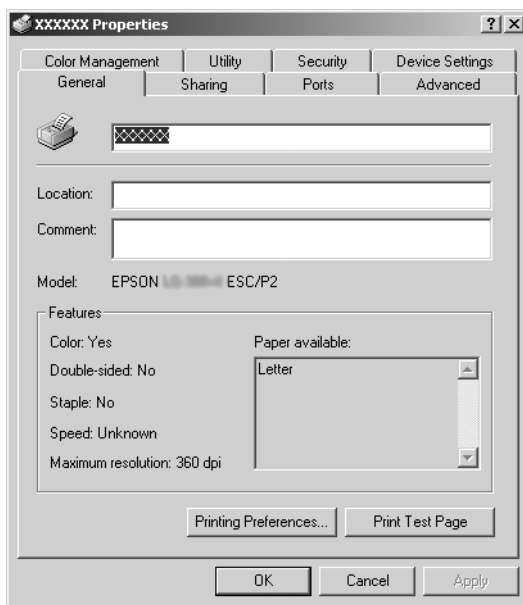 XXXXXX Properties
Color Management Utility Security Device Settings
General Sharing Ports Advanced
XXXXXX
Location:
Comment:
Model: EPSON ESC/P2
Features
Color: Yes Paper available:
Double-sided: No Letter
Staple: No
Speed: Unknown
Maximum resolution: 360 dpi
Printing Preferences... Print Test Page
OK Cancel Apply